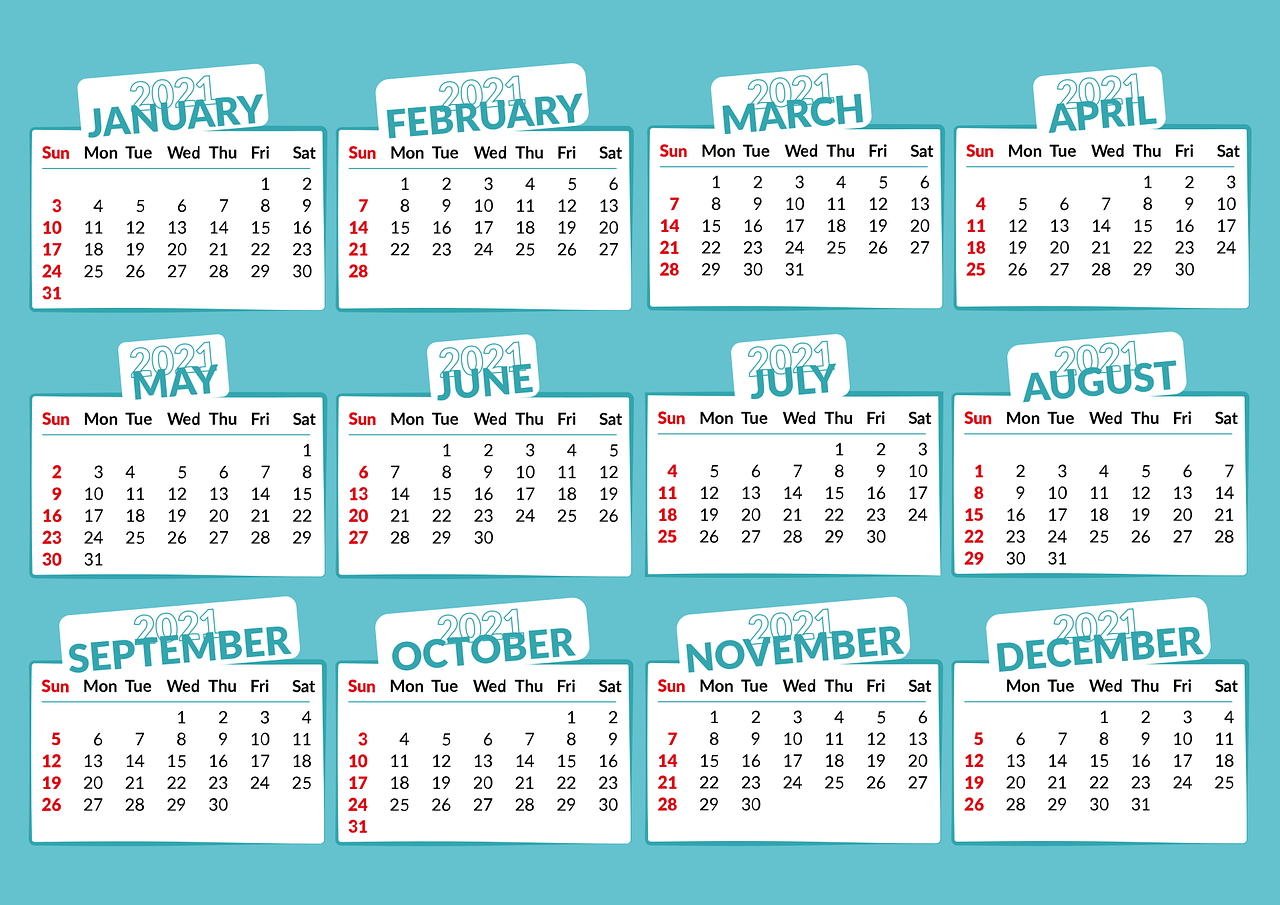 2021
JANUARY
Sun Mon Tue Wed Thu Fri Sat
1 2
3 4 5 6 7 8 9
10 11 12 13 14 15 16
17 18 19 20 21 22 23
24 25 26 27 28 29 30
31
2021
FEBRUARY
Sun Mon Tue Wed Thu Fri Sat
1 2 3 4 5 6
7 8 9 10 11 12 13
14 15 16 17 18 19 20
21 22 23 24 25 26 27
28
2021
MARCH
Sun Mon Tue Wed Thu Fri Sat
1 2 3 4 5 6
7 8 9 10 11 12 13
14 15 16 17 18 19 20
21 22 23 24 25 26 27
28 29 30 31
2021
APRIL
Sun Mon Tue Wed Thu Fri Sat
1 2 3
4 5 6 7 8 9 10
11 12 13 14 15 16 17
18 19 20 21 22 23 24
25 26 27 28 29 30
2021
MAY
Sun Mon Tue Wed Thu Fri Sat
1
2 3 4 5 6 7 8
9 10 11 12 13 14 15
16 17 18 19 20 21 22
23 24 25 26 27 28 29
30 31
2021
JUNE
Sun Mon Tue Wed Thu Fri Sat
1 2 3 4 5
6 7 8 9 10 11 12
13 14 15 16 17 18 19
20 21 22 23 24 25 26
27 28 29 30
2021
JULY
Sun Mon Tue Wed Thu Fri Sat
1 2 3
4 5 6 7 8 9 10
11 12 13 14 15 16 17
18 19 20 21 22 23 24
25 26 27 28 29 30
2021
AUGUST
Sun Mon Tue Wed Thu Fri Sat
1 2 3 4 5 6 7
8 9 10 11 12 13 14
15 16 17 18 19 20 21
22 23 24 25 26 27 28
29 30 31
2021
SEPTEMBER
Sun Mon Tue Wed Thu Fri Sat
1 2 3 4
5 6 7 8 9 10 11
12 13 14 15 16 17 18
19 20 21 22 23 24 25
26 27 28 29 30
2021
OCTOBER
Sun Mon Tue Wed Thu Fri Sat
1 2
3 4 5 6 7 8 9
10 11 12 13 14 15 16
17 18 19 20 21 22 23
24 25 26 27 28 29 30
31
2021
NOVEMBER
Sun Mon Tue Wed Thu Fri Sat
1 2 3 4 5 6
7 8 9 10 11 12 13
14 15 16 17 18 19 20
21 22 23 24 25 26 27
28 29 30
2021
DECEMBER
Mon Tue Wed Thu Fri Sat
1 2 3 4
5 6 7 8 9 10 11
12 13 14 15 16 17 18
19 20 21 22 23 24 25
26 28 29 30 31